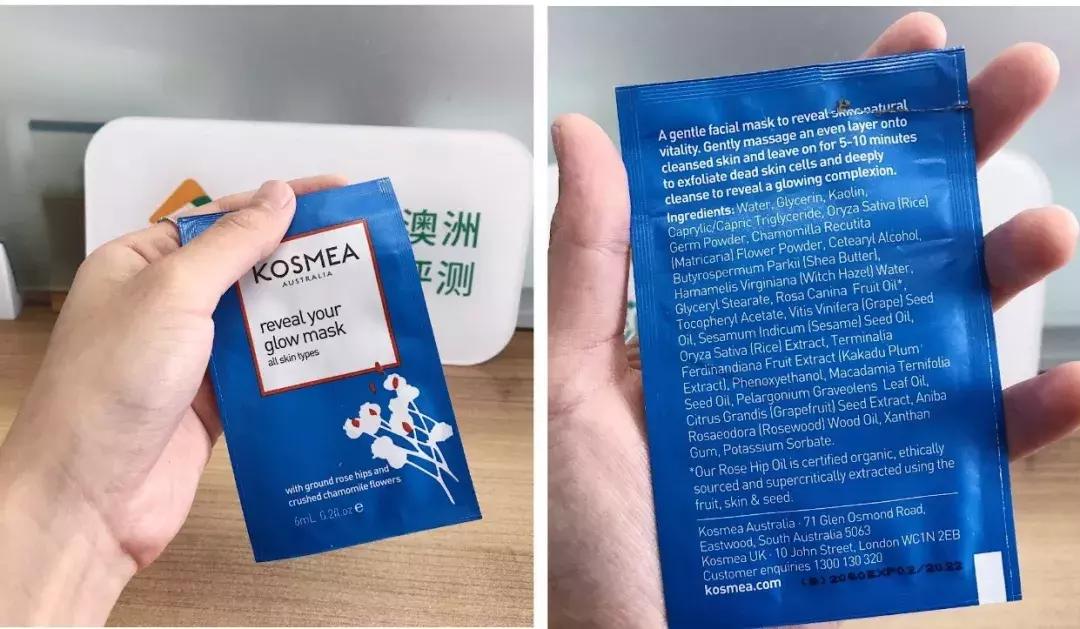 澳洲
评测
KOSMEA
AUSTRALIA
reveal your
glow mask
all skin types
with ground rose hips and
crushed chamomile flowers
6mL 0.2fl.oz e
A gentle facial mask to reveal skins natural
vitality. Gently massage an even layer onto
cleansed skin and leave on for 5-10 minutes
to exfoliate dead skin cells and deeply
cleanse to reveal a glowing complexion.
Ingredients: Water, Glycerin, Kaolin,
Caprylic/Capric Triglyceride, Oryza Sativa (Rice)
Germ Powder, Chamomilla Recutita
(Matricaria) Flower Powder, Cetearyl Alcohol,
Butyrospermum Parkii (Shea Butter),
Hamamelis Virginiana (Witch Hazel) Water,
Glyceryl Stearate, Rosa Canina Fruit Oil*,
Tocopheryl Acetate, Vitis Vinifera (Grape) Seed
Oil, Sesamum Indicum (Sesame) Seed Oil,
Oryza Sativa (Rice) Extract, Terminalia
Ferdinandiana Fruit Extract (Kakadu Plum
Extract), Phenoxyethanol, Macadamia Ternifolia
Seed Oil, Pelargonium Graveolens Leaf Oil,
Citrus Grandis (Grapefruit) Seed Extract, Aniba
Rosaeodora (Rosewood) Wood Oil, Xanthan
Gum, Potassium Sorbate.
*Our Rose Hip Oil is certified organic, ethically
sourced and supercritically extracted using the
fruit, skin & seed.
Kosmea Australia · 71 Glen Osmond Road,
Eastwood, South Australia 5063
Kosmea UK · 10 John Street, London WC1N 2EB
Customer enquiries 1300 130 320
kosmea.com EXP02/2022